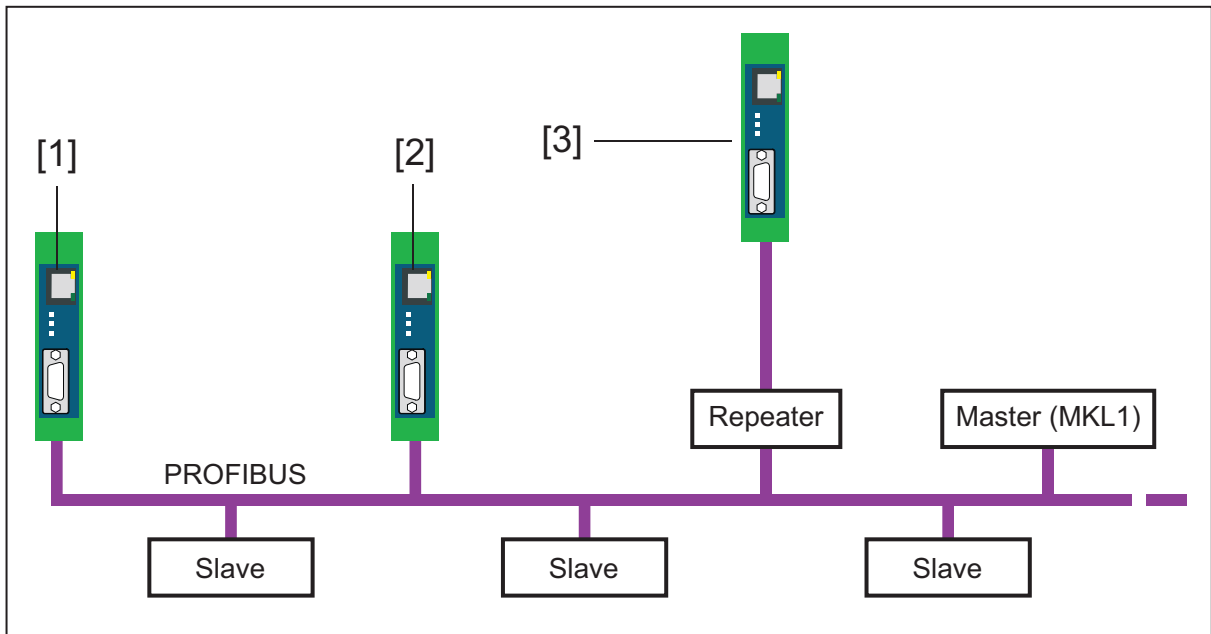 [3]
[1]
[2]
Repeater
Master (MKL1)
PROFIBUS
Slave
Slave
Slave